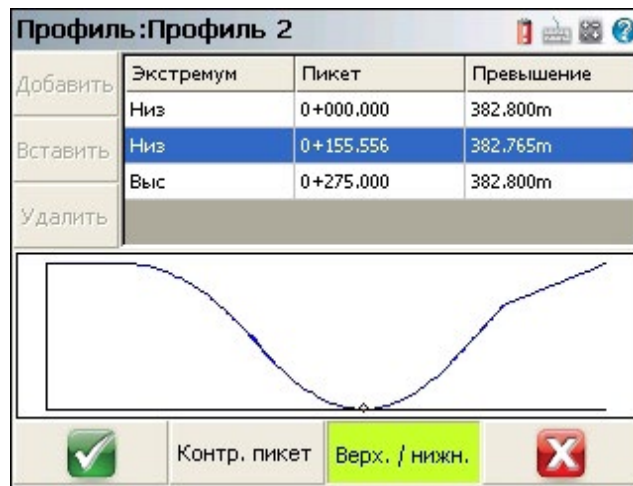 Профиль:Профиль 2
Добавить
Вставить
Удалить
Экстремум Пикет Превышение
Низ 0+000.000 382.800m
Низ 0+155.556 382.765m
Выс 0+275.000 382.800m
Контр. пикет Верх. / нижн.